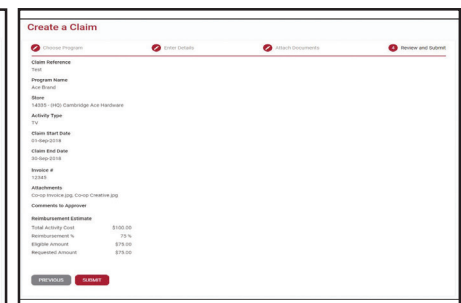 Create a Claim
Choose Program
Enter Details
Attach Documents
4 Review and Submit
Claim Reference
Test
Program Name
Ace Brand
Store
14035 - (HQ) Cambridge Ace Hardware
Activity Type
TV
Claim Start Date
01-Sep-2018
Claim End Date
30-Sep-2018
Invoice #
12345
Attachments
Co-op Invoice.jpg, Co-op Creative.jpg
Comments to Approver
Reimbursement Estimate
Total Activity Cost $100.00
Reimbursement % 75 %
Eligible Amount $75.00
Requested Amount $75.00
PREVIOUS SUBMIT